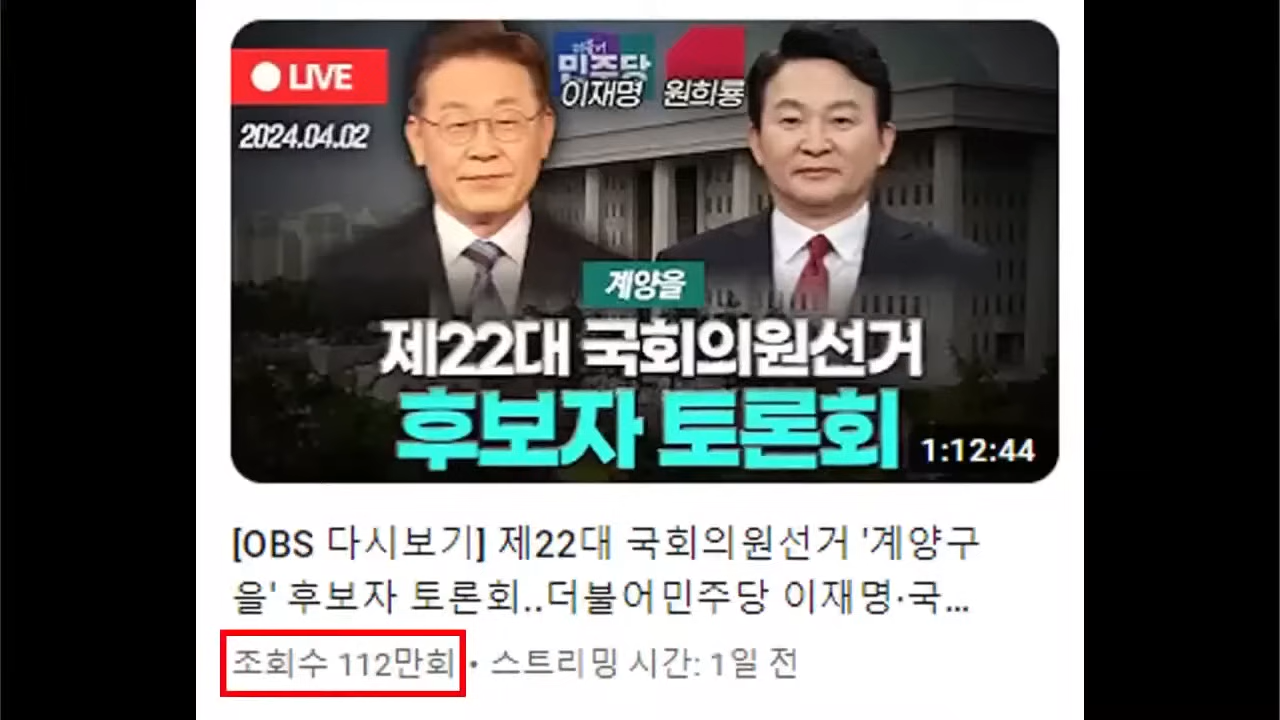 LIVE
2024.04.02
더불어
민주당
이재명
원희룡
계양을
제22대 국회의원선거
후보자 토론회
1:12:44
[OBS 다시보기] 제22대 국회의원선거 '계양구
을' 후보자 토론회..더불어민주당 이재명·국...
조회수 112만회 • 스트리밍 시간: 1일 전